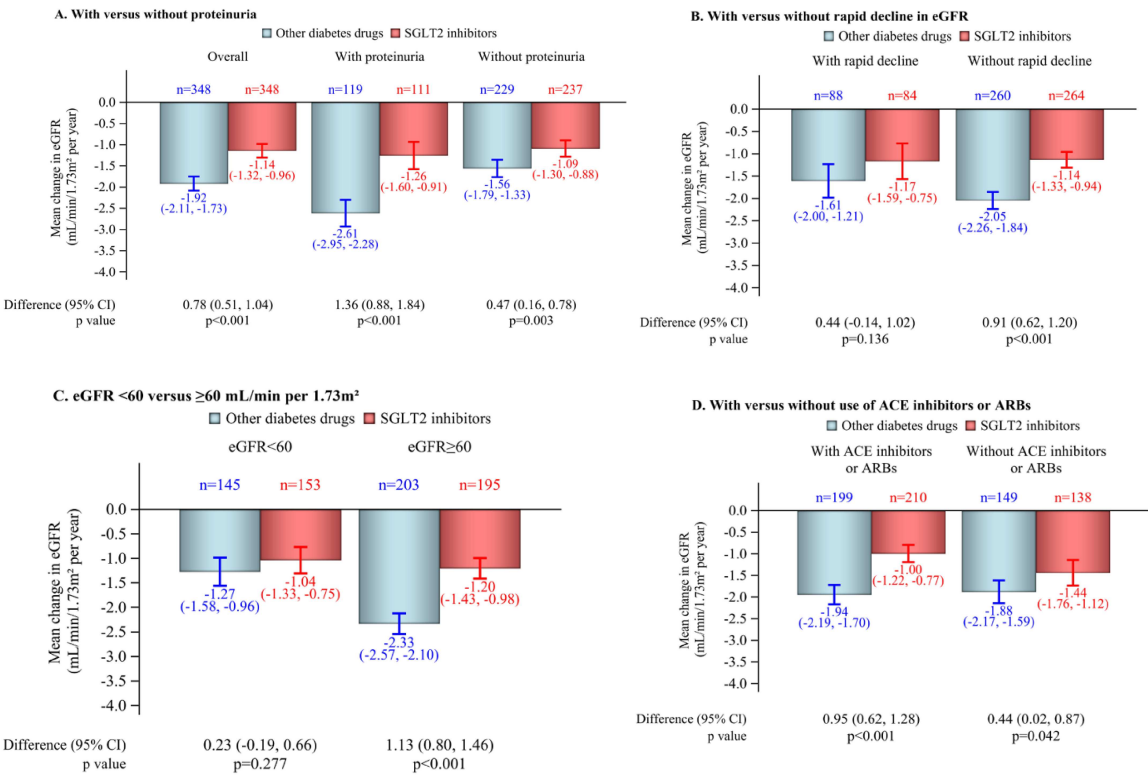 A. With versus without proteinuria
Other diabetes drugs SGLT2 inhibitors
Overall With proteinuria Without proteinuria
n=348 n=348 n=119 n=111 n=229 n=237
Mean change in eGFR
(mL/min/1.73m² per year)
0.0
-0.5
-1.0
-1.5
-2.0
-2.5
-3.0
-3.5
-4.0
-1.92
(-2.11, -1.73)
-1.14
(-1.32, -0.96)
-2.61
(-2.95, -2.28)
-1.26
(-1.60, -0.91)
-1.56
(-1.79, -1.33)
-1.09
(-1.30, -0.88)
Difference (95% CI) 0.78 (0.51, 1.04) 1.36 (0.88, 1.84) 0.47 (0.16, 0.78)
p value p<0.001 p<0.001 p=0.003
B. With versus without rapid decline in eGFR
Other diabetes drugs SGLT2 inhibitors
With rapid decline Without rapid decline
n=88 n=84 n=260 n=264
Mean change in eGFR
(mL/min/1.73m² per year)
0.0
-0.5
-1.0
-1.5
-2.0
-2.5
-3.0
-3.5
-4.0
-1.61
(-2.00, -1.21)
-1.17
(-1.59, -0.75)
-2.05
(-2.26, -1.84)
-1.14
(-1.33, -0.94)
Difference (95% CI) 0.44 (-0.14, 1.02) 0.91 (0.62, 1.20)
p value p=0.136 p<0.001
C. eGFR <60 versus ≥60 mL/min per 1.73m²
Other diabetes drugs SGLT2 inhibitors
eGFR<60 eGFR≥60
n=145 n=153 n=203 n=195
Mean change in eGFR
(mL/min/1.73m² per year)
0.0
-0.5
-1.0
-1.5
-2.0
-2.5
-3.0
-3.5
-4.0
-1.27
(-1.58, -0.96)
-1.04
(-1.33, -0.75)
-2.33
(-2.57, -2.10)
-1.20
(-1.43, -0.98)
Difference (95% CI) 0.23 (-0.19, 0.66) 1.13 (0.80, 1.46)
p value p=0.277 p<0.001
D. With versus without use of ACE inhibitors or ARBs
Other diabetes drugs SGLT2 inhibitors
With ACE inhibitors Without ACE inhibitors
or ARBs or ARBs
n=199 n=210 n=149 n=138
Mean change in eGFR
(mL/min/1.73m² per year)
0.0
-0.5
-1.0
-1.5
-2.0
-2.5
-3.0
-3.5
-4.0
-1.94
(-2.19, -1.70)
-1.00
(-1.22, -0.77)
-1.88
(-2.17, -1.59)
-1.44
(-1.76, -1.12)
Difference (95% CI) 0.95 (0.62, 1.28) 0.44 (0.02, 0.87)
p value p<0.001 p=0.042